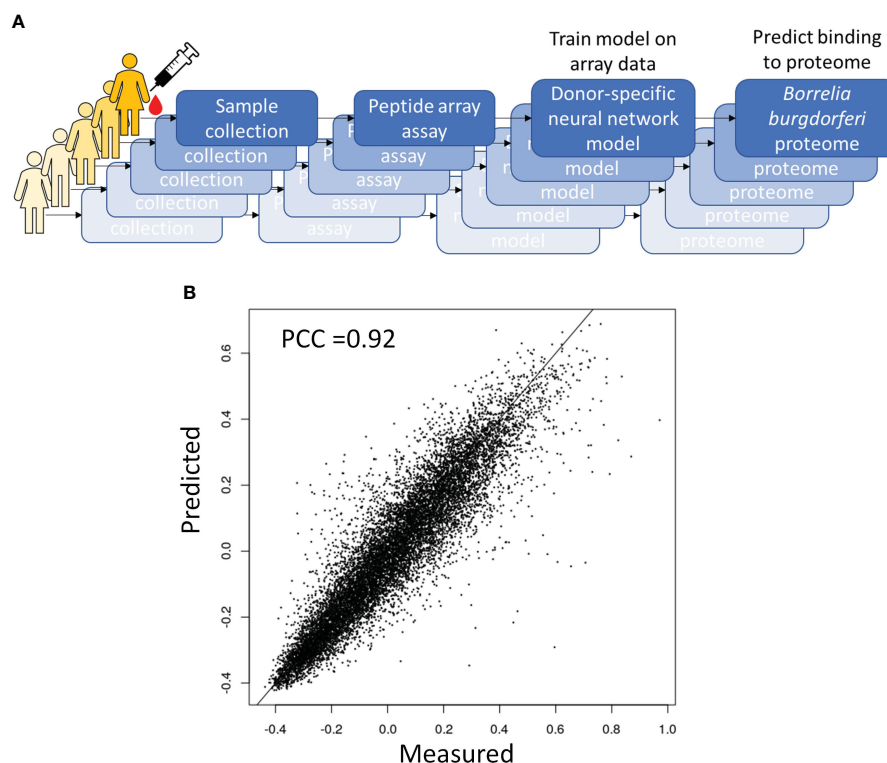 A
Train model on
array data
Predict binding
to proteome
Sample
collection
Peptide array
assay
Donor-specific
neural network
model
Borrelia
burgdorferi
proteome
collection
assay
model
proteome
collection
assay
model
proteome
collection
assay
model
proteome
collection
assay
model
proteome
B
PCC =0.92
Predicted
0.6
0.4
0.2
0.0
-0.2
-0.4
-0.4
-0.2
0.0
0.2
0.4
0.6
0.8
1.0
Measured